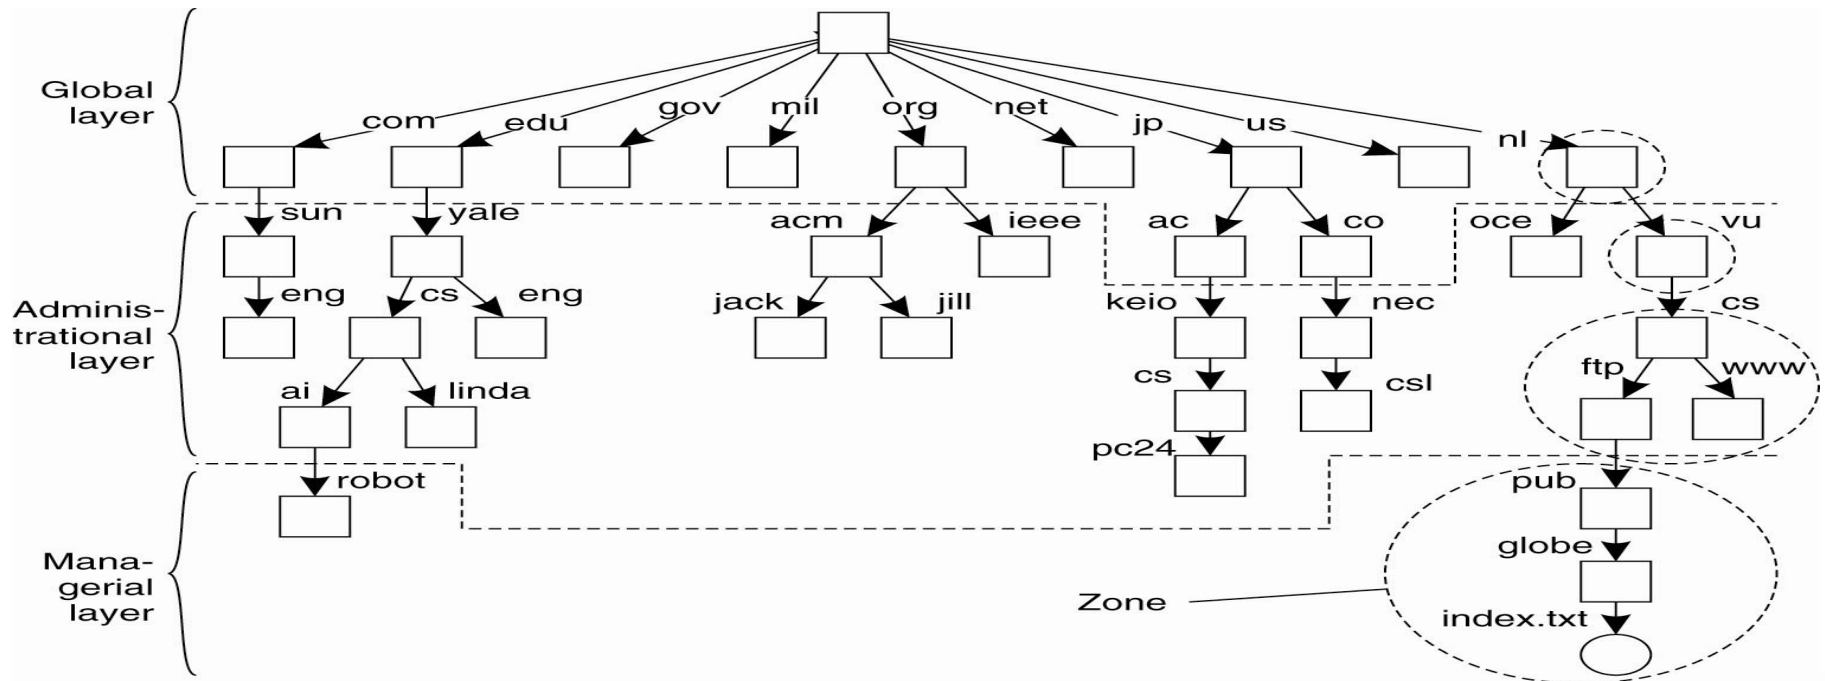 Global
layer
com
edu
gov
mil
org
net
jp
us
nl
sun
yale
acm
ieee
ac
co
oce
vu
Adminis-
trational
layer
eng
cs
eng
jack
jill
keio
nec
cs
ai
linda
cs
csl
ftp
www
pc24
robot
pub
Mana-
gerial
layer
globe
Zone
index.txt